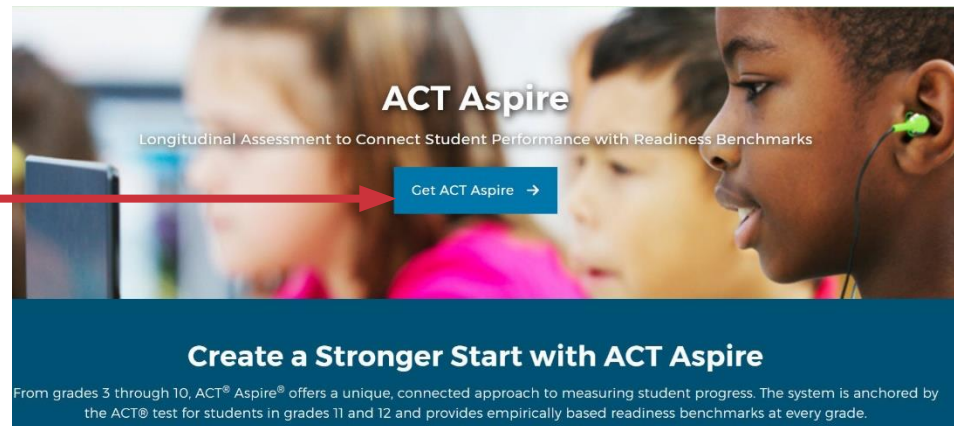 ACT Aspire
Longitudinal Assessment to Connect Student Performance with Readiness Benchmarks
Get ACT Aspire →
Create a Stronger Start with ACT Aspire
From grades 3 through 10, ACT® Aspire® offers a unique, connected approach to measuring student progress. The system is anchored by
the ACT® test for students in grades 11 and 12 and provides empirically based readiness benchmarks at every grade.